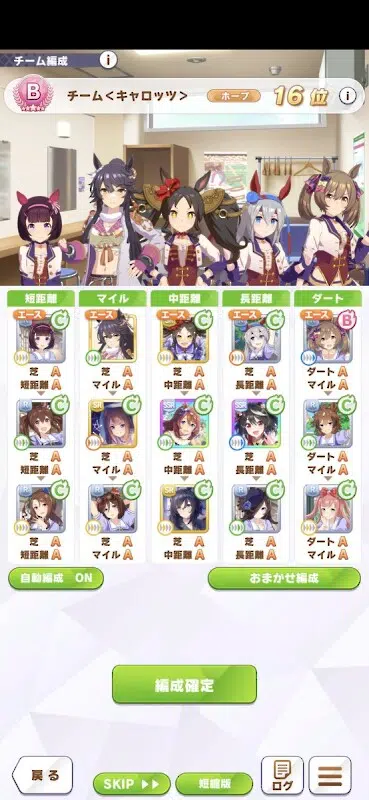 チーム編成 i
B チーム<キャロッツ> ホープ 16位 i
短距離 マイル 中距離 長距離 ダート
エース C エース C エース C エース C エース B
芝 A 芝 A 芝 A 芝 A ダート A
短距離 A マイル A 中距離 A 長距離 A マイル A
R C SR C SSR C SSR C R C
芝 A 芝 A 芝 A 芝 A ダート A
短距離 A マイル A 中距離 A 長距離 A マイル A
R C R C SR C R C R C
芝 A 芝 A 芝 A 芝 A ダート A
短距離 A マイル A 中距離 A 長距離 A マイル A
自動編成 ON おまかせ編成
編成確定
戻る SKIP 短縮版 ログ